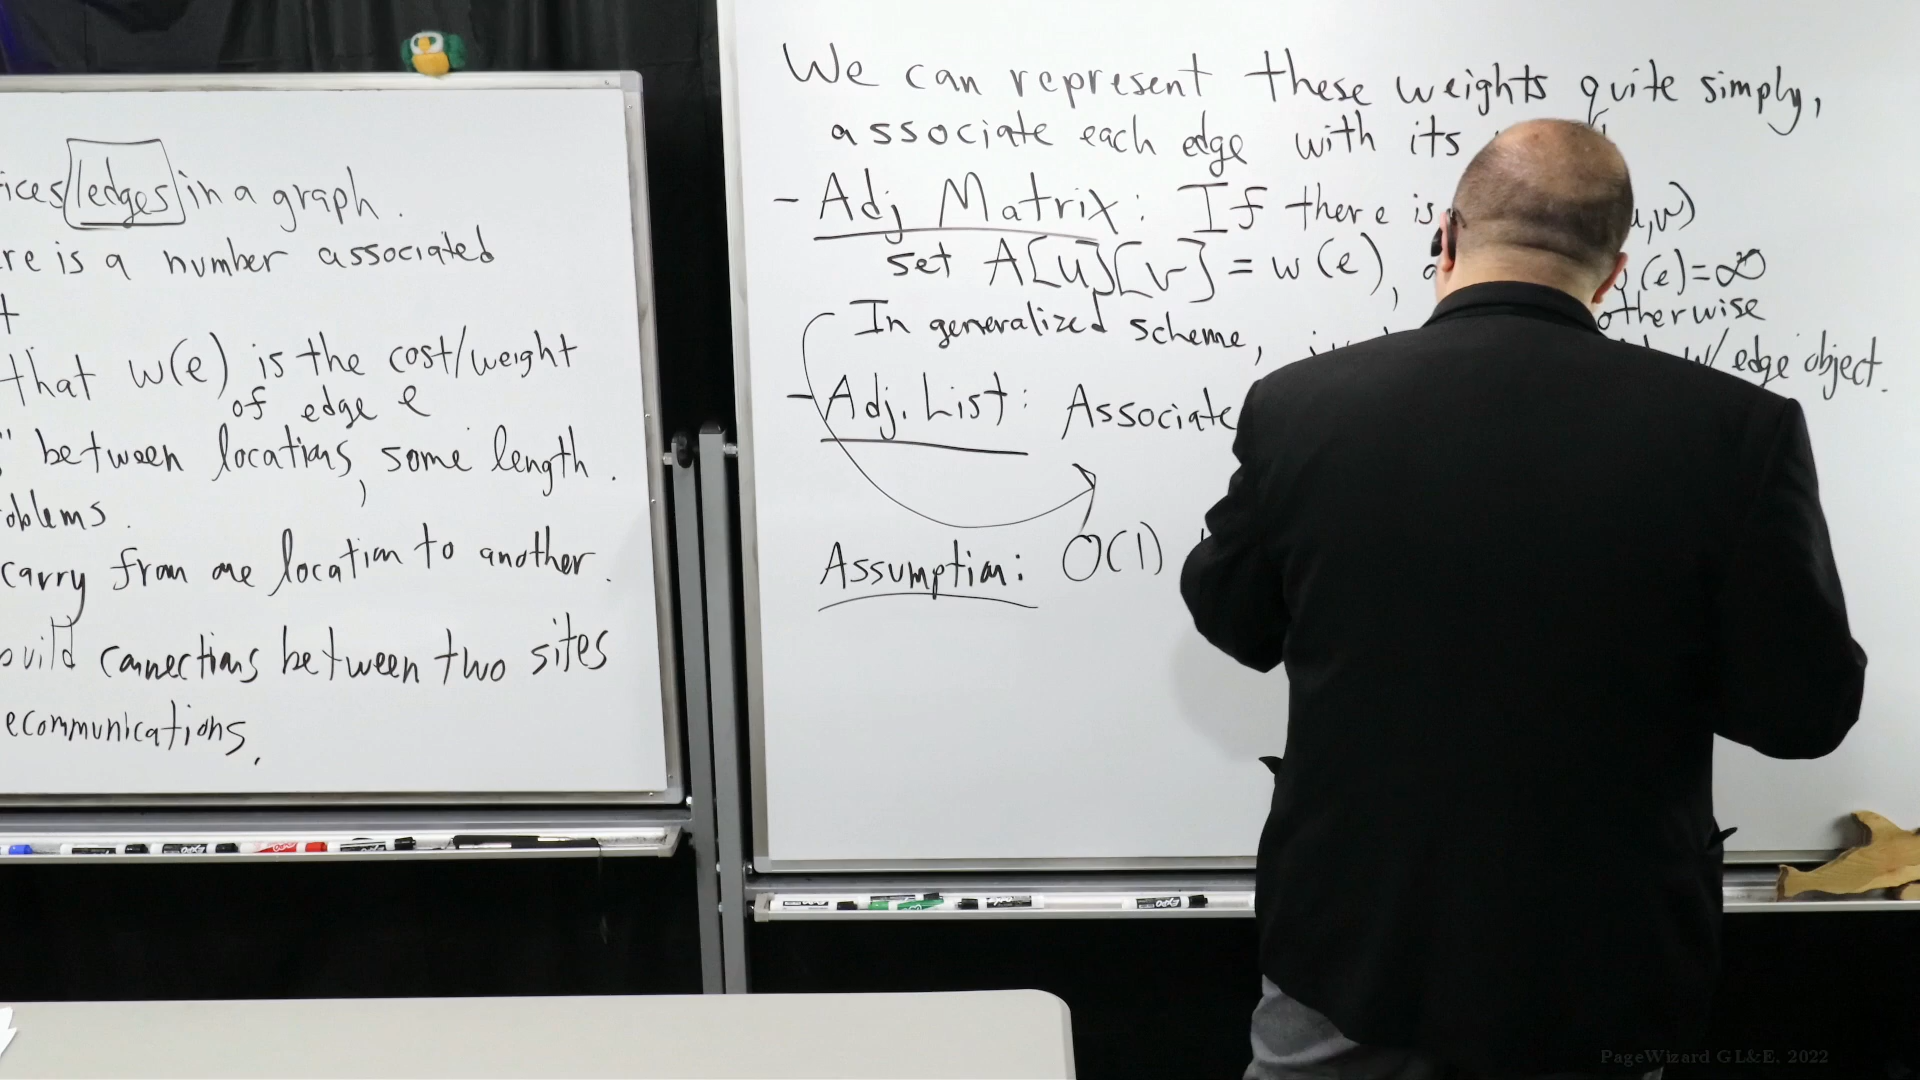 ices/edges in a graph.
re is a number associated
that w(e) is the cost/weight
of edge e
" between locations, some length.
oblems.
carry from one location to another.
build connections between two sites
ecommunications.
We can represent these weights quite simply,
associate each edge with its
- Adj Matrix: If there is u,v)
set A[u][v] = w(e), (e)=∞
otherwise
In generalized scheme, w/ edge object.
- Adj. List: Associate
Assumption: O(1)
EXPO
PageWizard GL&E, 2022